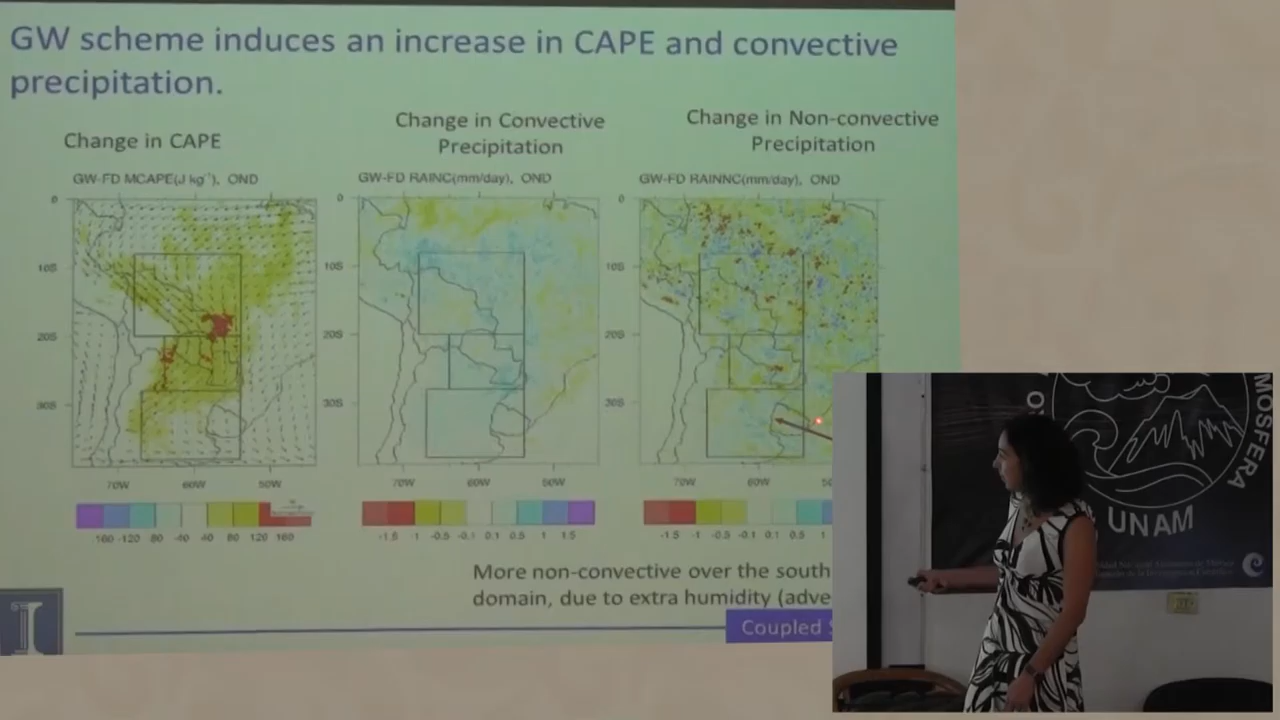 GW scheme induces an increase in CAPE and convective
precipitation.
Change in CAPE
Change in Convective
Precipitation
Change in Non-convective
Precipitation
GW-FD MCAPE(J kg⁻¹), OND
GW-FD RAINC(mm/day), OND
GW-FD RAINNC(mm/day), OND
0
10S
20S
30S
70W
60W
50W
0
10S
20S
30S
70W
60W
50W
0
10S
20S
30S
70W
60W
160 -120 80 -40 40 80 120 160
-1.5 -1 -0.5 -0.1 0.1 0.5 1 1.5
-1.5 -1 -0.5 -0.1 0.1 0.5 1
More non-convective over the south
domain, due to extra humidity (adve
Coupled S
I
MOSFERA
UNAM